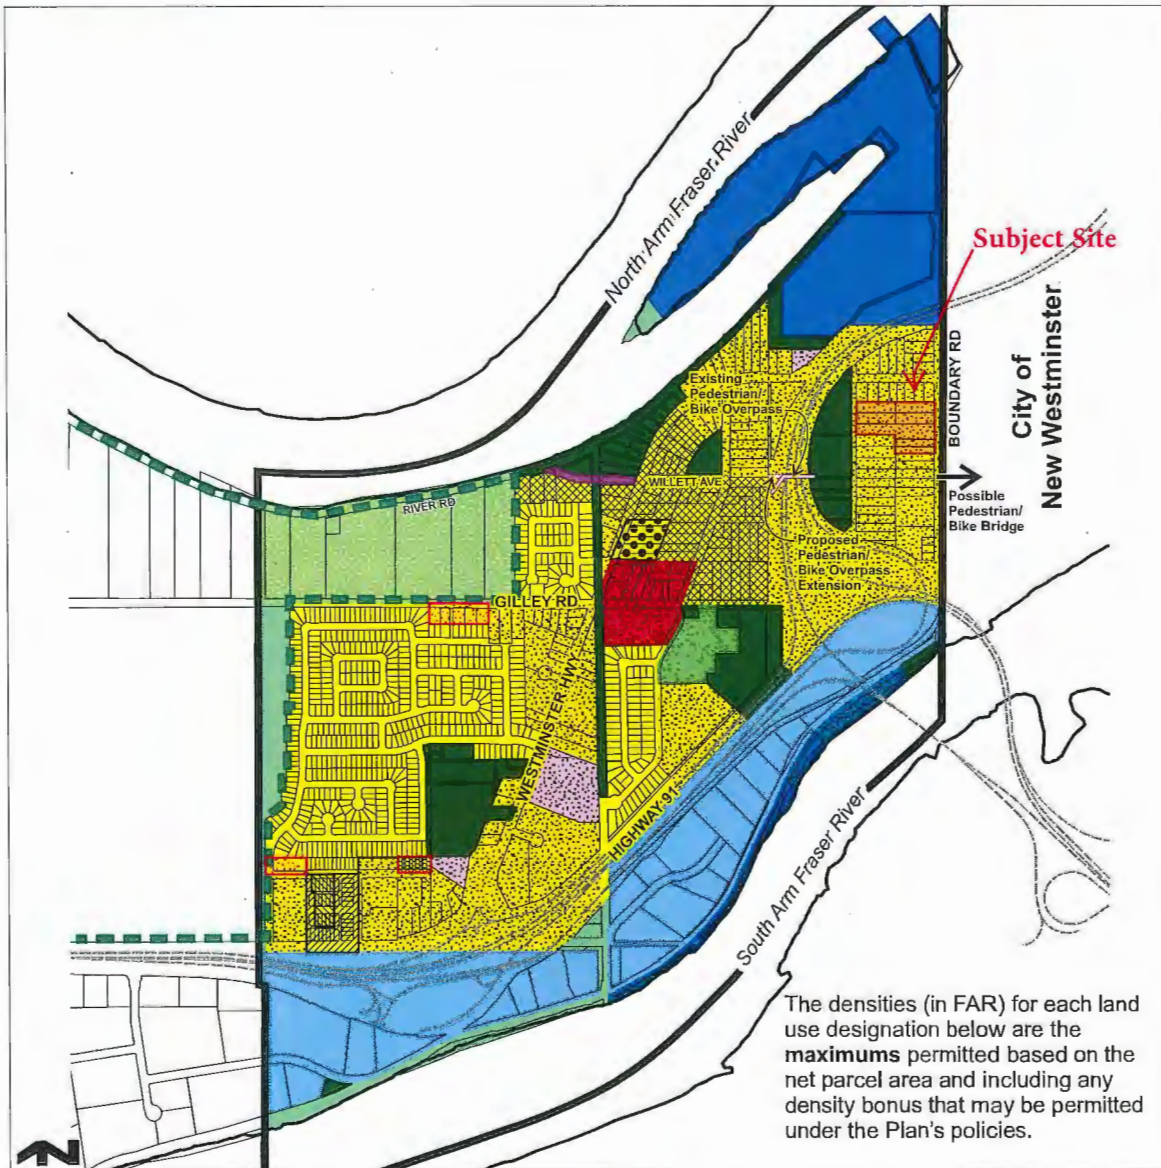 North Arm Fraser River
Subject Site
BOUNDARY RD
City of
New Westminster
Existing
Pedestrian/
Bike Overpass
WILLETT AVE
Possible
Pedestrian/
Bike Bridge
RIVER RD
Proposed
Pedestrian/
Bike Overpass
Extension
GILLEY RD
WESTMINSTER HWY
HIGHWAY 91
South Arm Fraser River
The densities (in FAR) for each land
use designation below are the
maximums permitted based on the
net parcel area and including any
density bonus that may be permitted
under the Plan's policies.
N